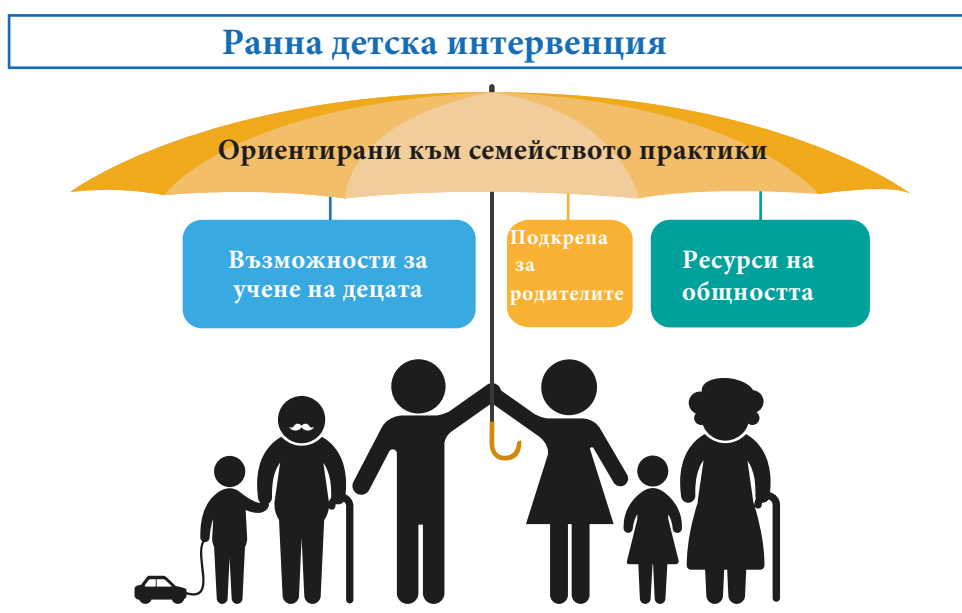 Ранна детска интервенция
Ориентирани към семейството практики
Възможности за
учене на децата
Подкрепа
за
родителите
Ресурси на
общността